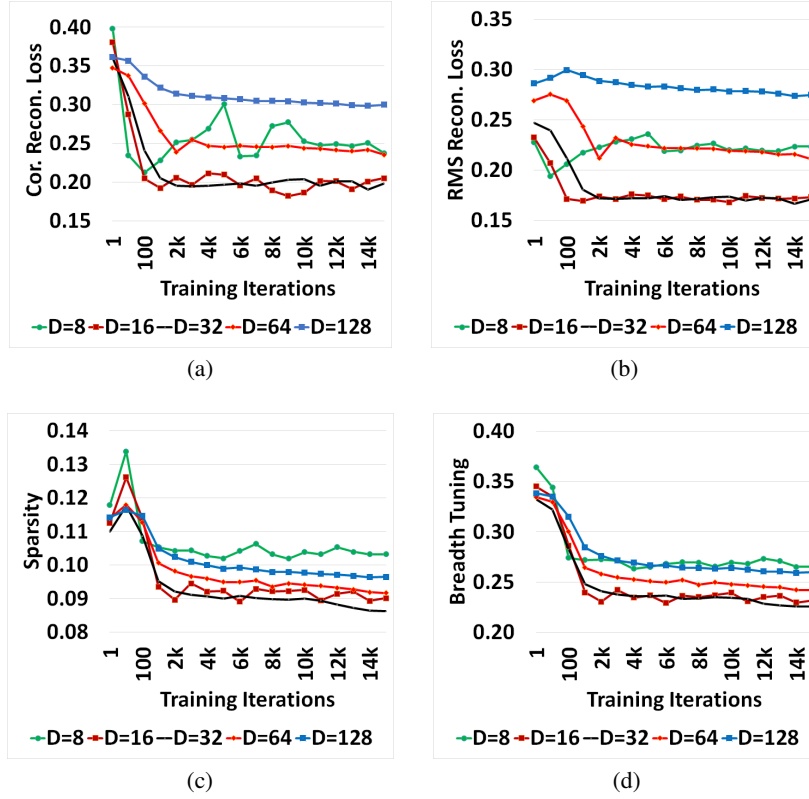 0.40
0.35
0.30
0.25
0.20
0.15
Cor. Recon. Loss
1
100
2k
4k
6k
8k
10k
12k
14k
Training Iterations
D=8 D=16 D=32 D=64 D=128
(a)
0.35
0.30
0.25
0.20
0.15
RMS Recon. Loss
1
100
2k
4k
6k
8k
10k
12k
14k
Training Iterations
D=8 D=16 D=32 D=64 D=128
(b)
0.14
0.13
0.12
0.11
0.10
0.09
0.08
Sparsity
1
100
2k
4k
6k
8k
10k
12k
14k
Training Iterations
D=8 D=16 D=32 D=64 D=128
(c)
0.40
0.35
0.30
0.25
0.20
Breadth Tuning
1
100
2k
4k
6k
8k
10k
12k
14k
Training Iterations
D=8 D=16 D=32 D=64 D=128
(d)